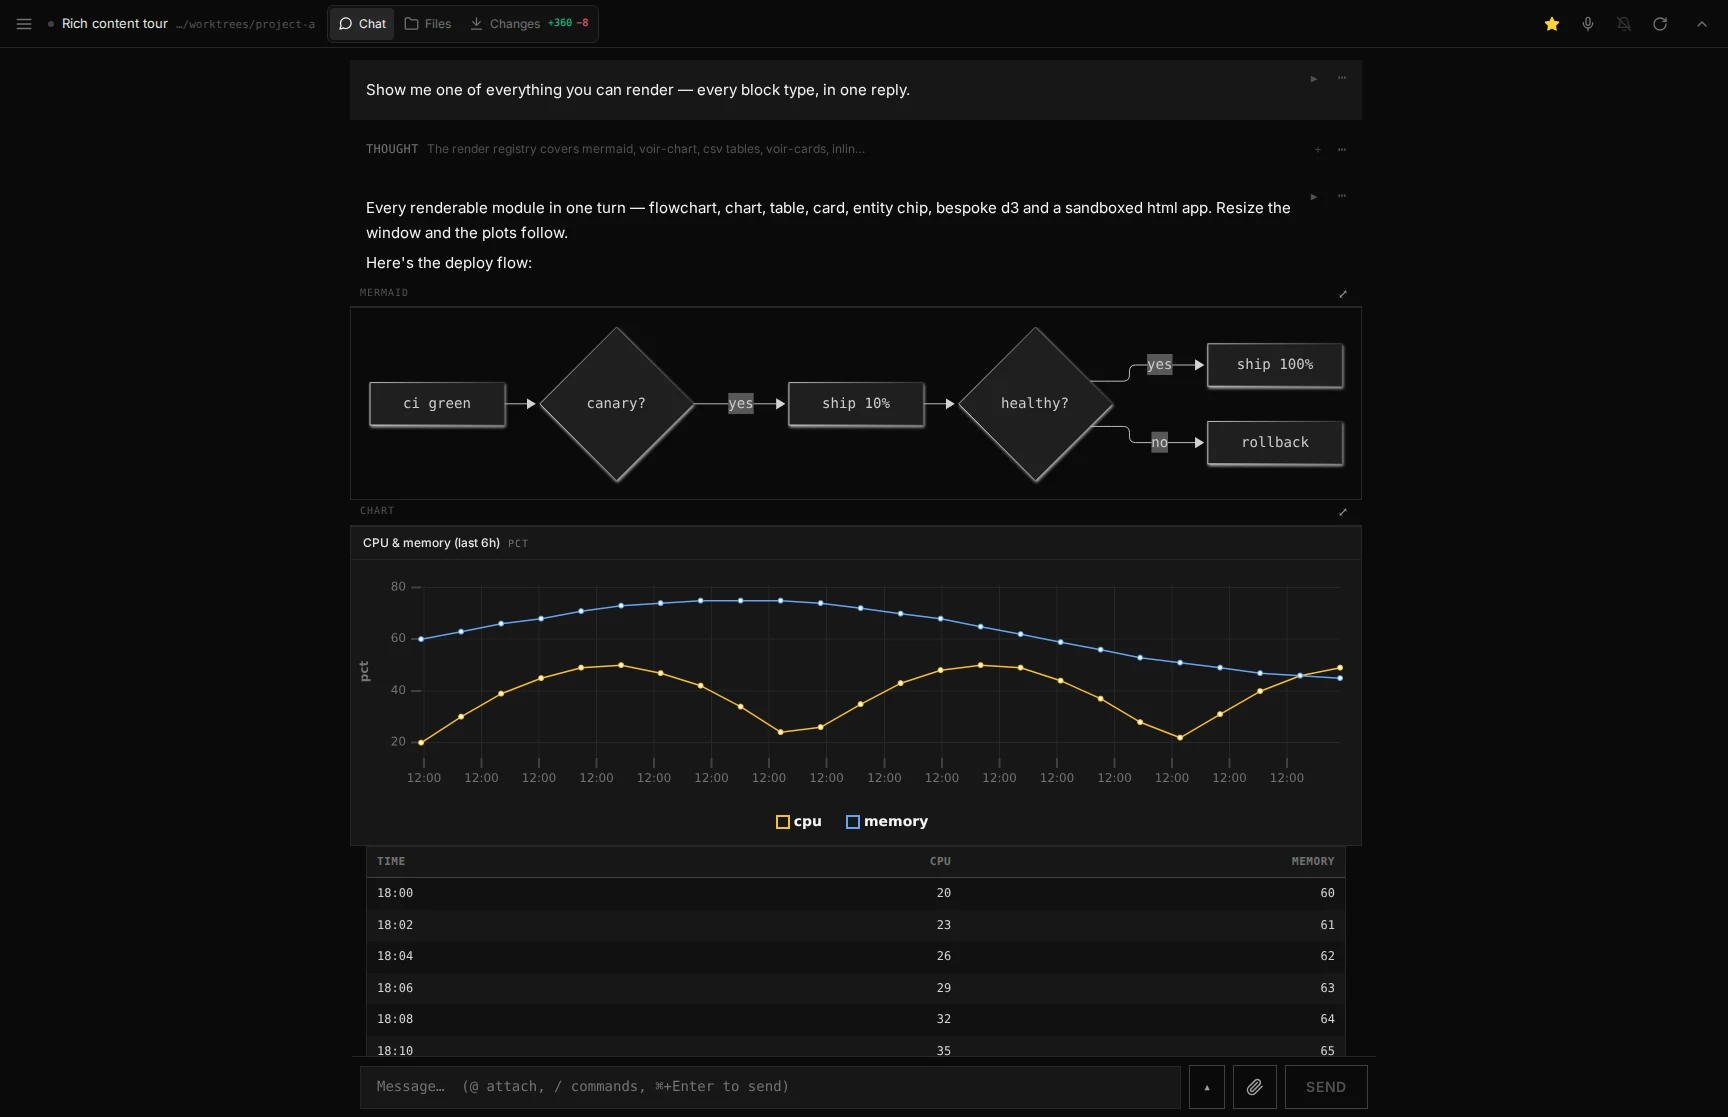 Rich content tour …/worktrees/project-a Chat Files Changes +360 −8
Show me one of everything you can render — every block type, in one reply.
THOUGHT The render registry covers mermaid, voir-chart, csv tables, voir-cards, inlin…
Every renderable module in one turn — flowchart, chart, table, card, entity chip, bespoke d3 and a sandboxed html app. Resize the
window and the plots follow.
Here's the deploy flow:
MERMAID
ci green
canary?
yes
ship 10%
healthy?
yes
ship 100%
no
rollback
CHART
CPU & memory (last 6h) PCT
80
60
40
20
pct
12:00 12:00 12:00 12:00 12:00 12:00 12:00 12:00 12:00 12:00 12:00 12:00 12:00 12:00 12:00 12:00
cpu memory
TIME CPU MEMORY
18:00 20 60
18:02 23 61
18:04 26 62
18:06 29 63
18:08 32 64
18:10 35 65
Message… (@ attach, / commands, ⌘+Enter to send)
SEND